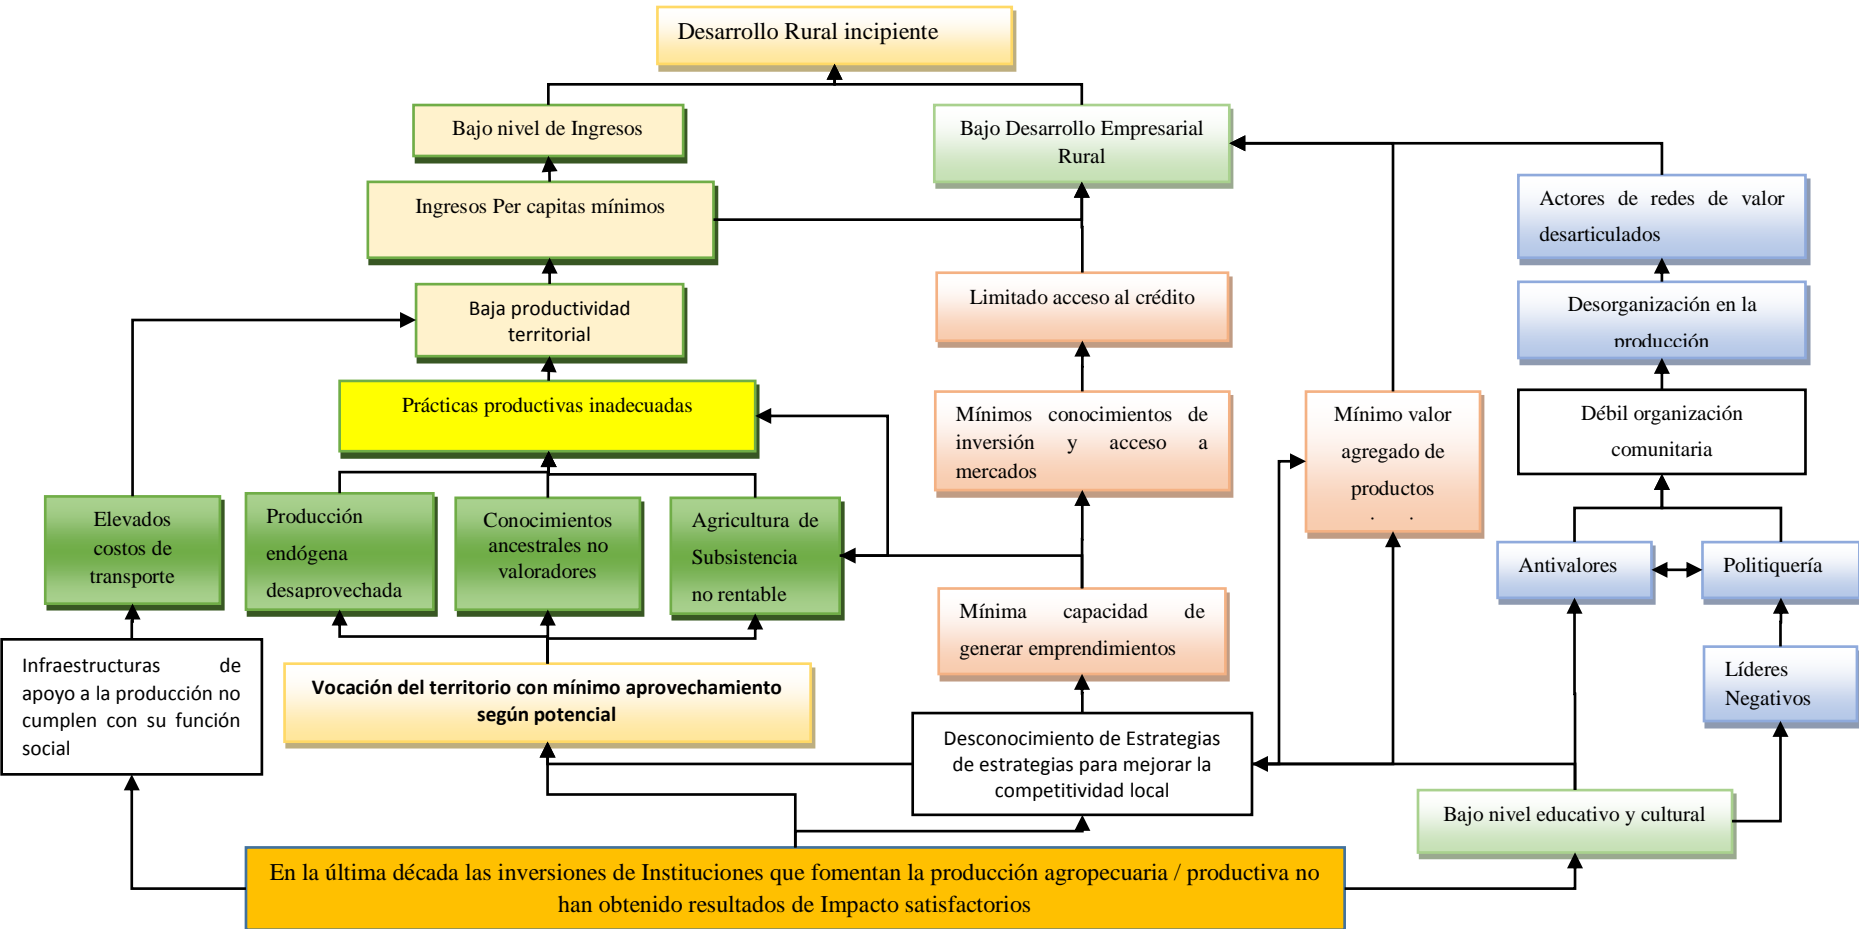 Desarrollo Rural incipiente
Bajo nivel de Ingresos
Bajo Desarrollo Empresarial
Rural
Ingresos Per capitas mínimos
Actores de redes de valor
desarticulados
Baja productividad
territorial
Limitado acceso al crédito
Desorganización en la
producción
Prácticas productivas inadecuadas
Mínimos conocimientos de
inversión y acceso a
mercados
Mínimo valor
agregado de
productos
. .
Débil organización
comunitaria
Elevados
costos de
transporte
Producción
endógena
desaprovechada
Conocimientos
ancestrales no
valoradores
Agricultura de
Subsistencia
no rentable
Antivalores
Politiquería
Mínima capacidad de
generar emprendimientos
Infraestructuras de
apoyo a la producción no
cumplen con su función
social
Vocación del territorio con mínimo aprovechamiento
según potencial
Líderes
Negativos
Desconocimiento de Estrategias
de estrategias para mejorar la
competitividad local
Bajo nivel educativo y cultural
En la última década las inversiones de Instituciones que fomentan la producción agropecuaria / productiva no
han obtenido resultados de Impacto satisfactorios